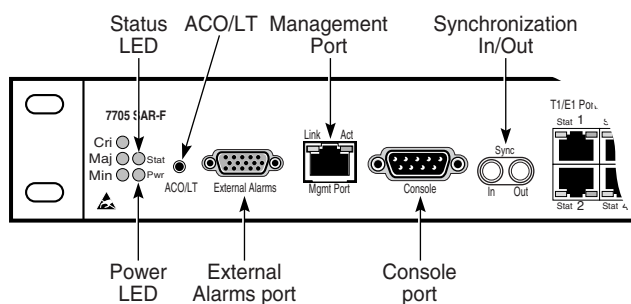 Status LED
ACO/LT
Management Port
Synchronization In/Out
7705 SAR-F
Cri
Maj
Stat
Min
Pwr
ACO/LT
External Alarms
Link
Act
Mgmt Port
Console
Sync
In
Out
T1/E1
Stat 1
Stat 2
Stat
Power LED
External Alarms port
Console port